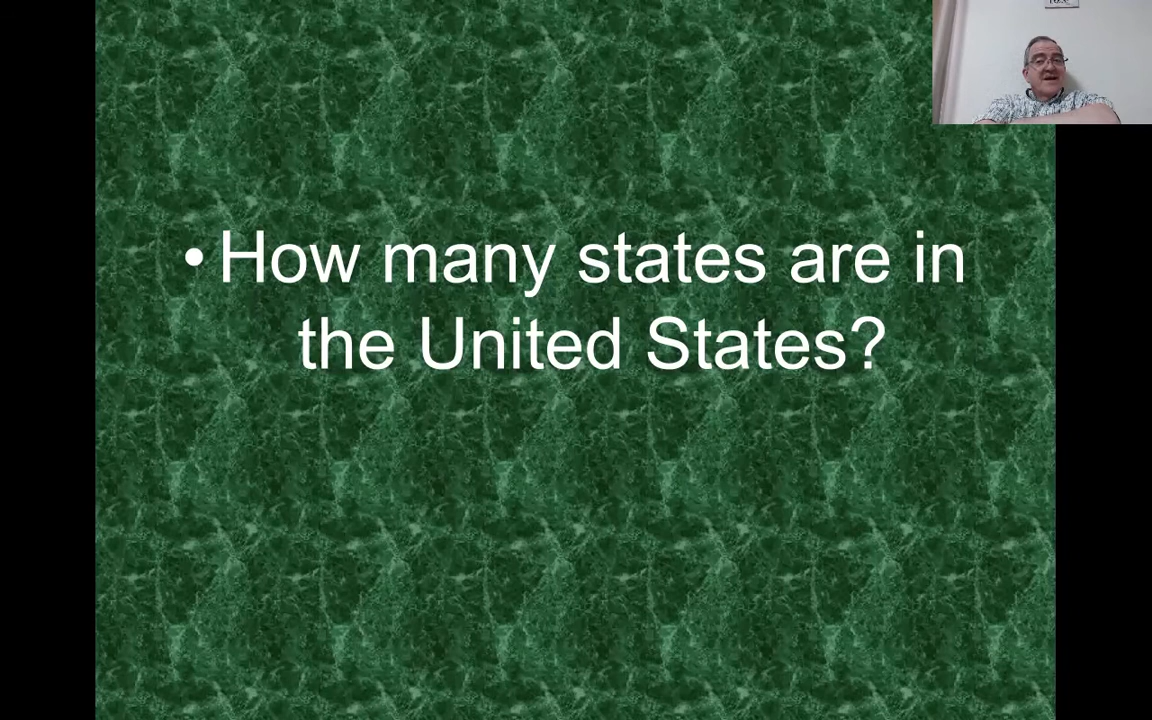 • How many states are in
the United States?